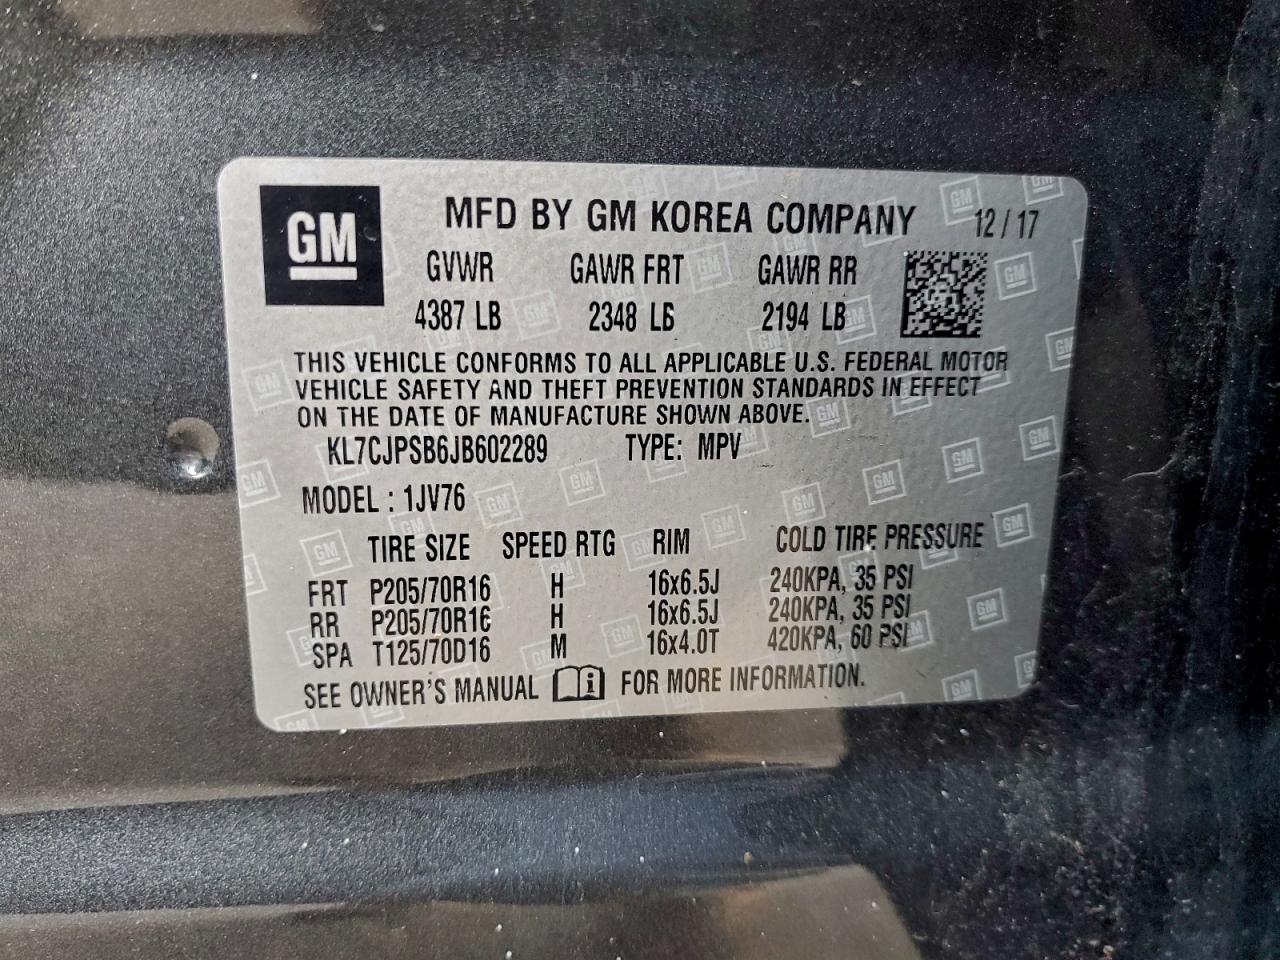 GM
MFD BY GM KOREA COMPANY 12/17
GVWR GAWR FRT GAWR RR
4387 LB 2348 LB 2194 LB
THIS VEHICLE CONFORMS TO ALL APPLICABLE U.S. FEDERAL MOTOR
VEHICLE SAFETY AND THEFT PREVENTION STANDARDS IN EFFECT
ON THE DATE OF MANUFACTURE SHOWN ABOVE.
KL7CJPSB6JB602289 TYPE: MPV
MODEL : 1JV76
TIRE SIZE SPEED RTG RIM COLD TIRE PRESSURE
FRT P205/70R16 H 16x6.5J 240KPA, 35 PSI
RR P205/70R16 H 16x6.5J 240KPA, 35 PSI
SPA T125/70D16 M 16x4.0T 420KPA, 60 PSI
SEE OWNER'S MANUAL i FOR MORE INFORMATION.